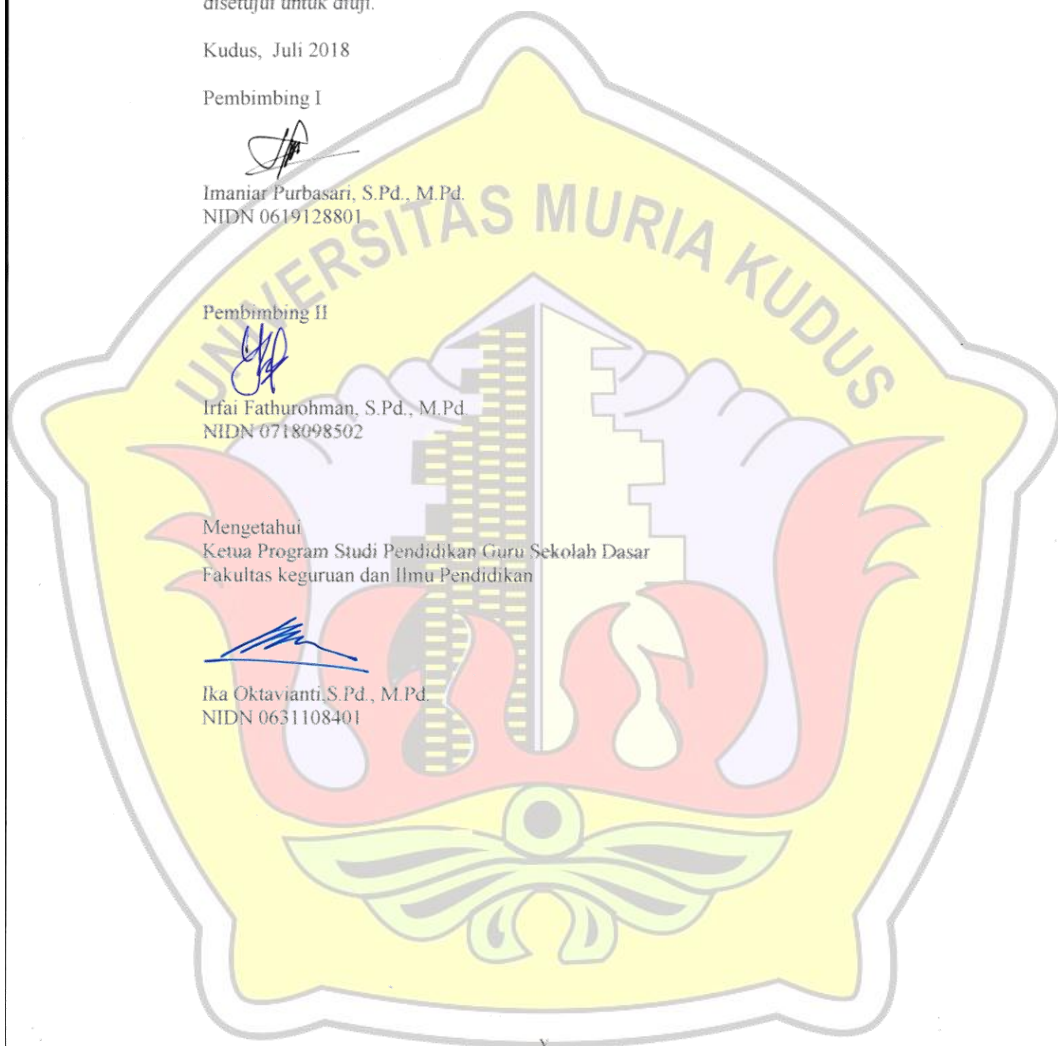 disetujui untuk diuji.
Kudus, Juli 2018
Pembimbing I
Imaniar Purbasari, S.Pd., M.Pd.
NIDN 0619128801
UNIVERSITAS MURIA KUDUS
Pembimbing II
Irfai Fathurohman, S.Pd., M.Pd
NIDN 0718098502
Mengetahui
Ketua Program Studi Pendidikan Guru Sekolah Dasar
Fakultas keguruan dan Ilmu Pendidikan
Ika Oktavianti,S.Pd., M.Pd.
NIDN 0631108401
v